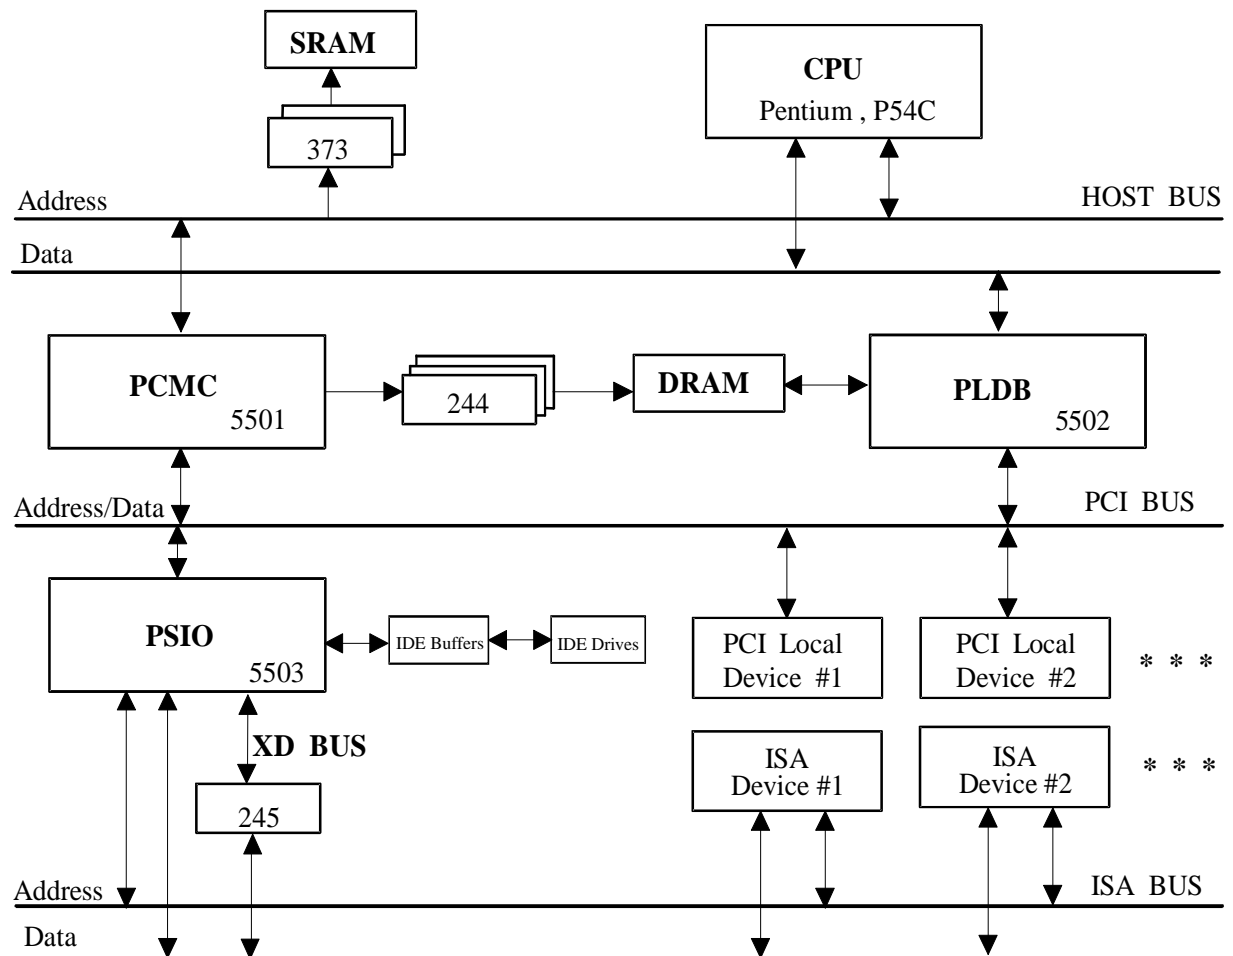 SRAM
CPU
Pentium , P54C
373
Address
HOST BUS
Data
PCMC
5501
244
DRAM
PLDB
5502
Address/Data
PCI BUS
PSIO
5503
IDE Buffers
IDE Drives
PCI Local
Device #1
PCI Local
Device #2
* * *
XD BUS
245
ISA
Device #1
ISA
Device #2
* * *
Address
ISA BUS
Data